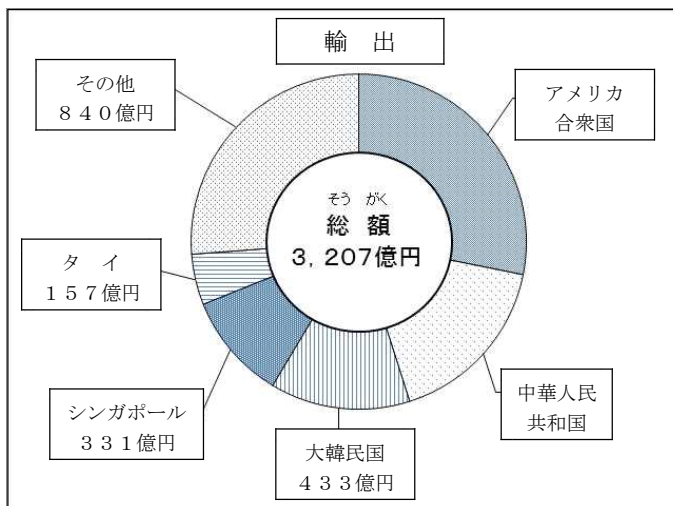 輸 出
アメリカ
合衆国
中華人民
共和国
大韓民国
433億円
シンガポール
331億円
タ イ
157億円
その他
840億円
そう がく
総 額
3,207億円